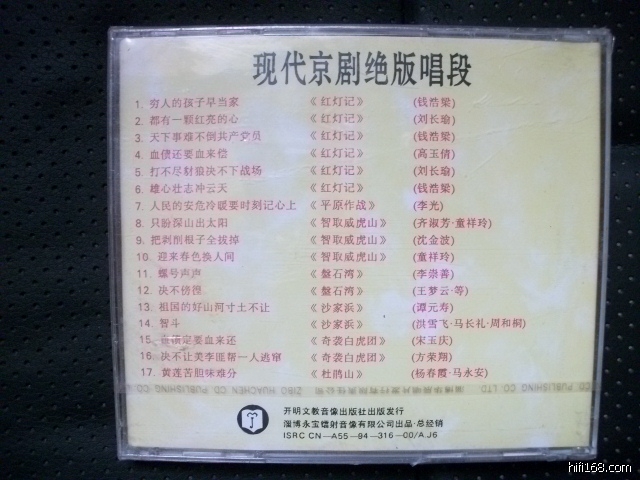 现代京剧绝版唱段
1. 穷人的孩子早当家 《红灯记》 (钱浩梁)
2. 都有一颗红亮的心 《红灯记》 (刘长瑜)
3. 天下事难不倒共产党员 《红灯记》 (钱浩梁)
4. 血债还要血来偿 《红灯记》 (高玉倩)
5. 打不尽豺狼决不下战场 《红灯记》 (刘长瑜)
6. 雄心壮志冲云天 《红灯记》 (钱浩梁)
7. 人民的安危冷暖要时刻记心上 《平原作战》 (李光)
8. 只盼深山出太阳 《智取威虎山》 (齐淑芳·童祥玲)
9. 把剥削根子全拔掉 《智取威虎山》 (沈金波)
10. 迎来春色换人间 《智取威虎山》 (童祥玲)
11. 螺号声声 《盘石湾》 (李崇善)
12. 决不彷徨 《盘石湾》 (王梦云·等)
13. 祖国的好山河寸土不让 《沙家浜》 (谭元寿)
14. 智斗 《沙家浜》 (洪雪飞·马长礼·周和桐)
15. 债定要血来还 《奇袭白虎团》 (宋玉庆)
16. 决不让美李匪帮一人逃窜 《奇袭白虎团》 (方荣翔)
17. 黄莲苦胆味难分 《杜鹃山》 (杨春霞·马永安)
CD PUBLISHING CO LTD
ZIBO HUACHEN CD PUBLISHING CO
开明文教音像出版社出版发行
淄博永宝镭射音像有限公司出品·总经销
ISRC CN—A55—94—316—00/A.J6
hifi168.com